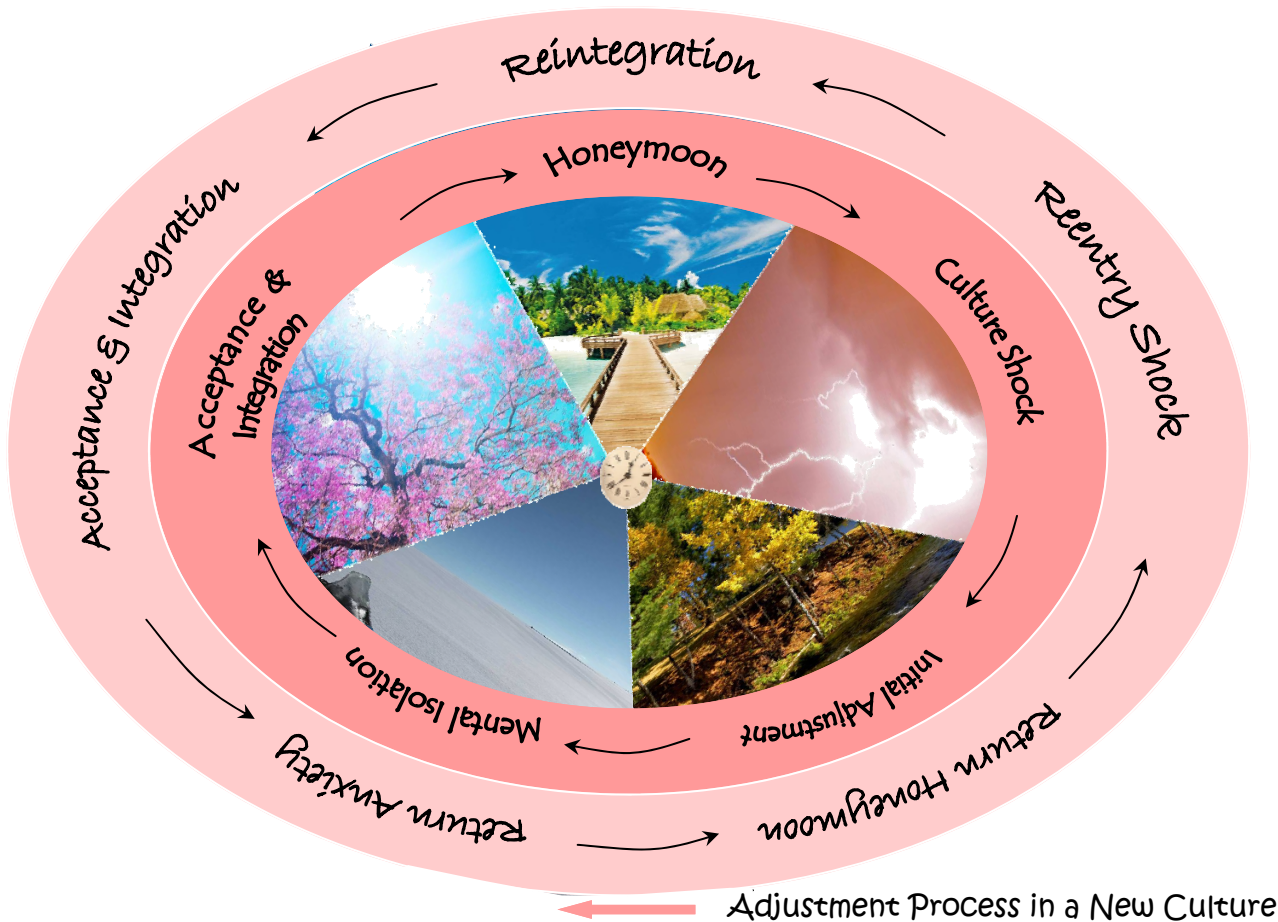 Reintegration
Honeymoon
Reentry Shock
Culture Shock
Acceptance & Integration
Acceptance &
Integration
Initial Adjustment
Mental Isolation
Return Honeymoon
Return Anxiety
Adjustment Process in a New Culture